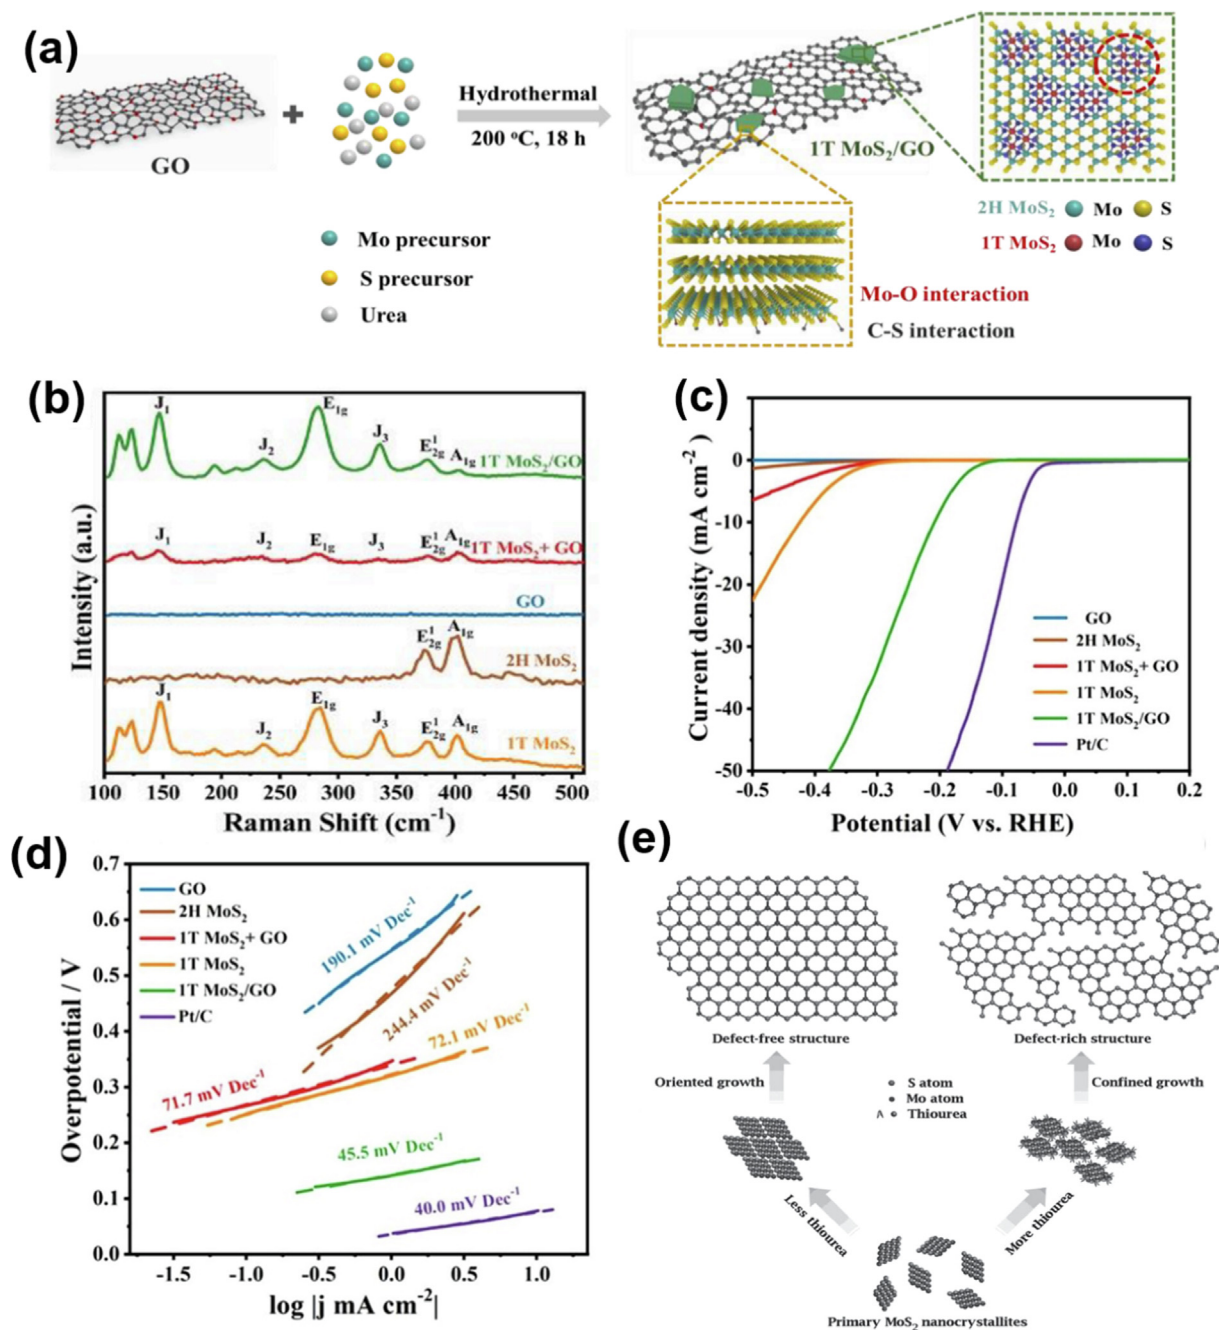 (a)
GO
Hydrothermal
200 °C, 18 h
1T MoS₂/GO
Mo precursor
S precursor
Urea
2H MoS₂ Mo S
1T MoS₂ Mo S
Mo-O interaction
C-S interaction
(b)
Intensity (a.u.)
J₁
J₂
E₁g
J₃
E¹₂g
A₁g
1T MoS₂/GO
J₁
J₂
E₁g
J₃
E¹₂g
A₁g
1T MoS₂+ GO
GO
E¹₂g
A₁g
2H MoS₂
J₁
J₂
E₁g
J₃
E¹₂g
A₁g
1T MoS₂
100 150 200 250 300 350 400 450 500
Raman Shift (cm⁻¹)
(c)
Current density (mA cm⁻²)
0
-10
-20
-30
-40
-50
GO
2H MoS₂
1T MoS₂+ GO
1T MoS₂
1T MoS₂/GO
Pt/C
-0.5 -0.4 -0.3 -0.2 -0.1 0.0 0.1 0.2
Potential (V vs. RHE)
(d)
Overpotential / V
0.7
0.6
0.5
0.4
0.3
0.2
0.1
0.0
GO
2H MoS₂
1T MoS₂+ GO
1T MoS₂
1T MoS₂/GO
Pt/C
190.1 mV Dec⁻¹
244.4 mV Dec⁻¹
72.1 mV Dec⁻¹
71.7 mV Dec⁻¹
45.5 mV Dec⁻¹
40.0 mV Dec⁻¹
-1.5 -1.0 -0.5 0.0 0.5 1.0
log |j mA cm⁻²|
(e)
Defect-free structure
Defect-rich structure
Oriented growth
Confined growth
S atom
Mo atom
Thiourea
Less thiourea
More thiourea
Primary MoS₂ nanocrystallites